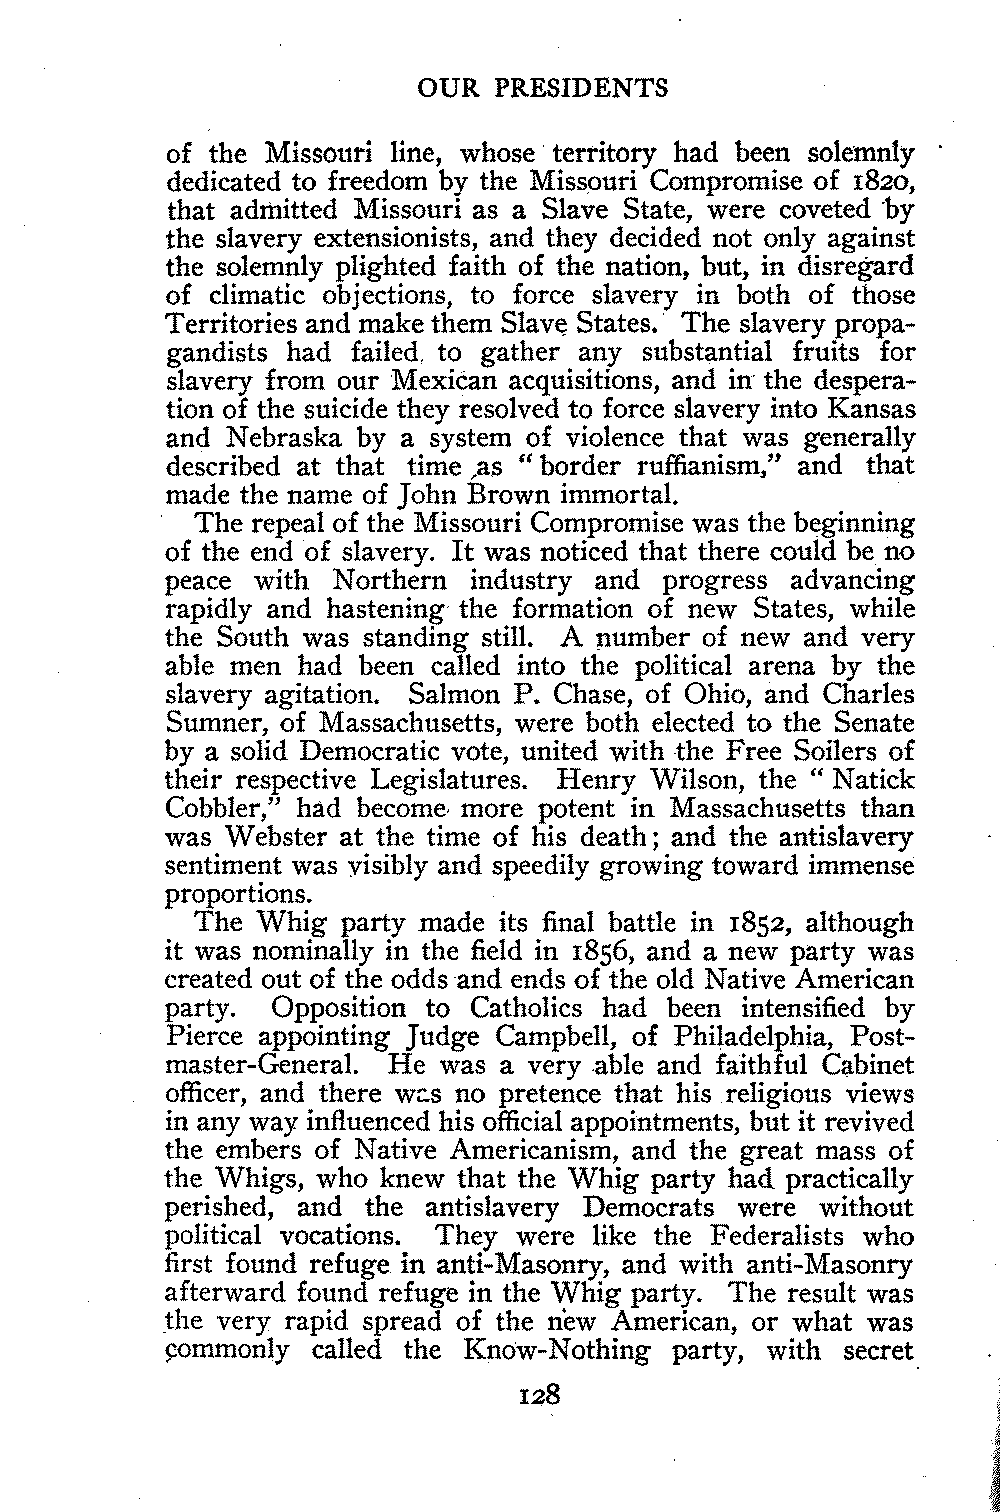 OUR PRESIDENTS
of the Missouri line, whose territory had been solemnly
dedicated to freedom by the Missouri Compromise of 1820,
that admitted Missouri as a Slave State, were coveted by
the slavery extensionists, and they decided not only against
the solemnly plighted faith of the nation, but, in disregard
of climatic objections, to force slavery in both of those
Territories and make them Slave States. The slavery propa-
gandists had failed to gather any substantial fruits for
slavery from our Mexican acquisitions, and in the despera-
tion of the suicide they resolved to force slavery into Kansas
and Nebraska by a system of violence that was generally
described at that time as “border ruffianism,” and that
made the name of John Brown immortal.
The repeal of the Missouri Compromise was the beginning
of the end of slavery. It was noticed that there could be no
peace with Northern industry and progress advancing
rapidly and hastening the formation of new States, while
the South was standing still. A number of new and very
able men had been called into the political arena by the
slavery agitation. Salmon P. Chase, of Ohio, and Charles
Sumner, of Massachusetts, were both elected to the Senate
by a solid Democratic vote, united with the Free Soilers of
their respective Legislatures. Henry Wilson, the “Natick
Cobbler,” had become more potent in Massachusetts than
was Webster at the time of his death; and the antislavery
sentiment was visibly and speedily growing toward immense
proportions.
The Whig party made its final battle in 1852, although
it was nominally in the field in 1856, and a new party was
created out of the odds and ends of the old Native American
party. Opposition to Catholics had been intensified by
Pierce appointing Judge Campbell, of Philadelphia, Post-
master-General. He was a very able and faithful Cabinet
officer, and there was no pretence that his religious views
in any way influenced his official appointments, but it revived
the embers of Native Americanism, and the great mass of
the Whigs, who knew that the Whig party had practically
perished, and the antislavery Democrats were without
political vocations. They were like the Federalists who
first found refuge in anti-Masonry, and with anti-Masonry
afterward found refuge in the Whig party. The result was
the very rapid spread of the new American, or what was
commonly called the Know-Nothing party, with secret
128